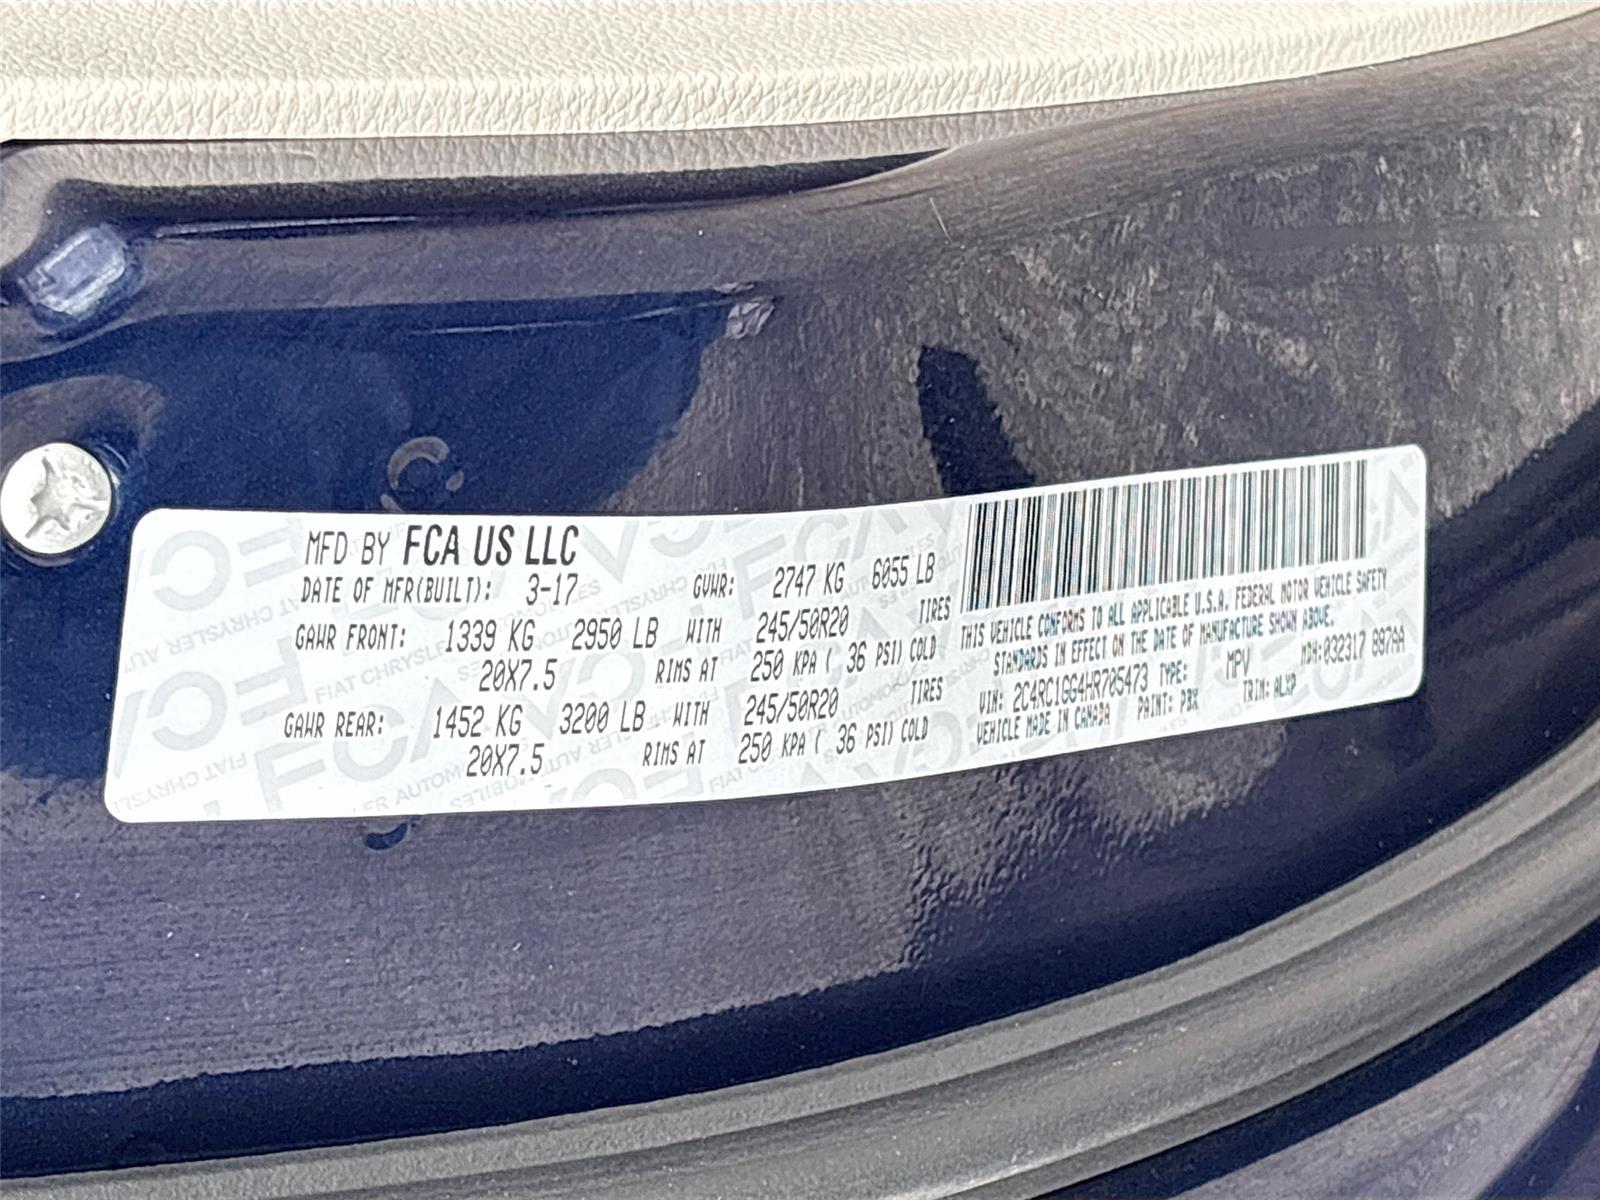 MFD BY FCA US LLC
DATE OF MFR(BUILT): 3-17 GVWR: 2747 KG 6055 LB
GAWR FRONT: 1339 KG 2950 LB WITH 245/50R20 TIRES
20X7.5 RIMS AT 250 KPA ( 36 PSI) COLD
GAWR REAR: 1452 KG 3200 LB WITH 245/50R20 TIRES
20X7.5 RIMS AT 250 KPA ( 36 PSI) COLD
THIS VEHICLE CONFORMS TO ALL APPLICABLE U.S.A. FEDERAL MOTOR VEHICLE SAFETY
STANDARDS IN EFFECT ON THE DATE OF MANUFACTURE SHOWN ABOVE.
VIN: 2C4RC1GG4HR705473 TYPE: MPV MDH:032317 887AA
VEHICLE MADE IN CANADA PAINT: PBX TRIM: ALXP